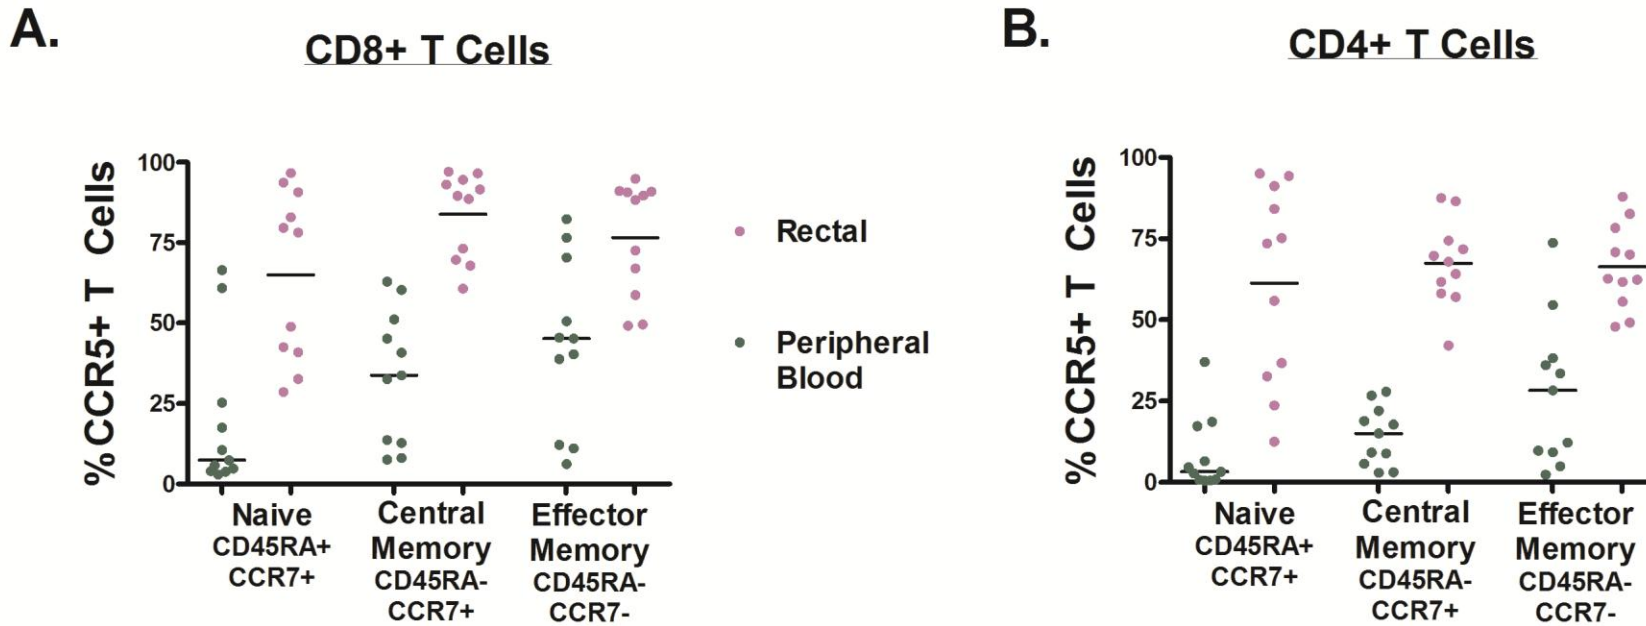 A.
CD8+ T Cells
% CCR5+ T Cells
100
75
50
25
0
Naive
CD45RA+
CCR7+
Central
Memory
CD45RA-
CCR7+
Effector
Memory
CD45RA-
CCR7-
Rectal
Peripheral
Blood
B.
CD4+ T Cells
% CCR5+ T Cells
100
75
50
25
0
Naive
CD45RA+
CCR7+
Central
Memory
CD45RA-
CCR7+
Effector
Memory
CD45RA-
CCR7-